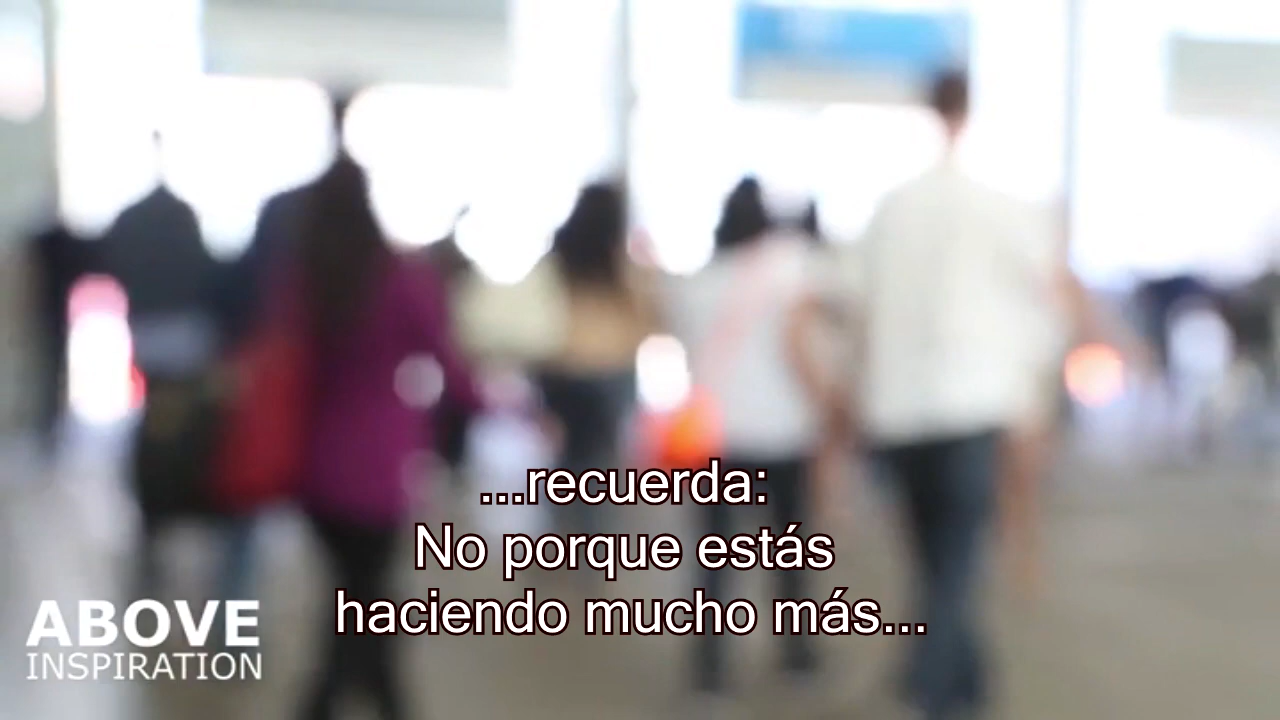 ...recuerda:
No porque estás
haciendo mucho más...
ABOVE
INSPIRATION